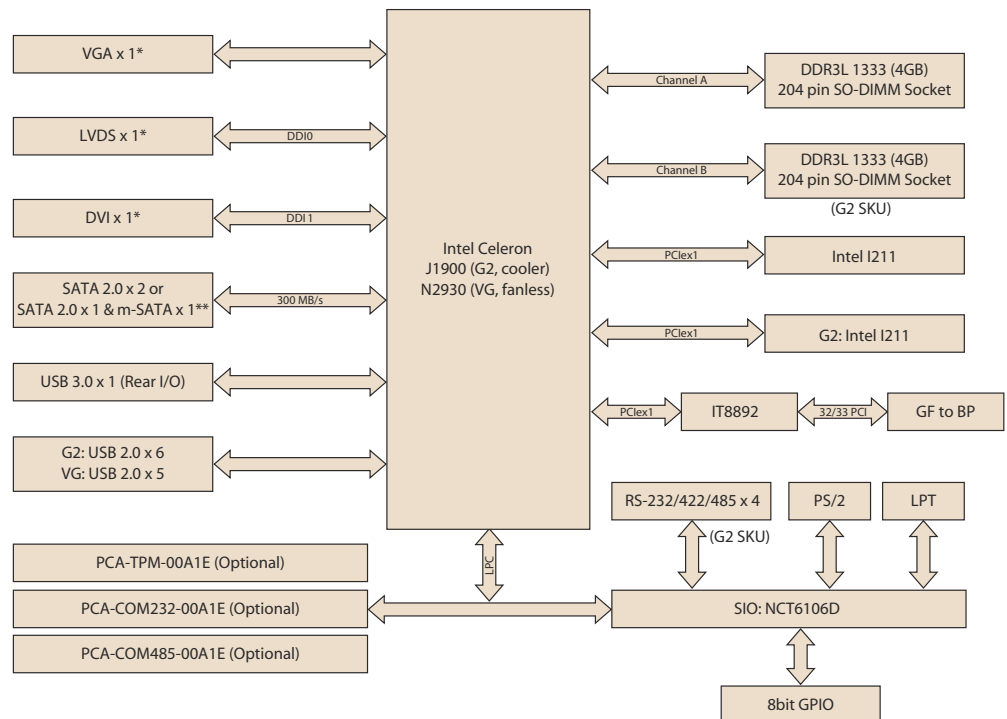 VGA x 1*
LVDS x 1*
DDI0
DVI x 1*
DDI 1
SATA 2.0 x 2 or
SATA 2.0 x 1 & m-SATA x 1**
300 MB/s
USB 3.0 x 1 (Rear I/O)
G2: USB 2.0 x 6
VG: USB 2.0 x 5
Intel Celeron
J1900 (G2, cooler)
N2930 (VG, fanless)
Channel A
DDR3L 1333 (4GB)
204 pin SO-DIMM Socket
Channel B
DDR3L 1333 (4GB)
204 pin SO-DIMM Socket
(G2 SKU)
PCIex1
Intel I211
PCIex1
G2: Intel I211
PCIex1
IT8892
32/33 PCI
GF to BP
RS-232/422/485 x 4
(G2 SKU)
PS/2
LPT
LPC
PCA-TPM-00A1E (Optional)
PCA-COM232-00A1E (Optional)
PCA-COM485-00A1E (Optional)
SIO: NCT6106D
8bit GPIO